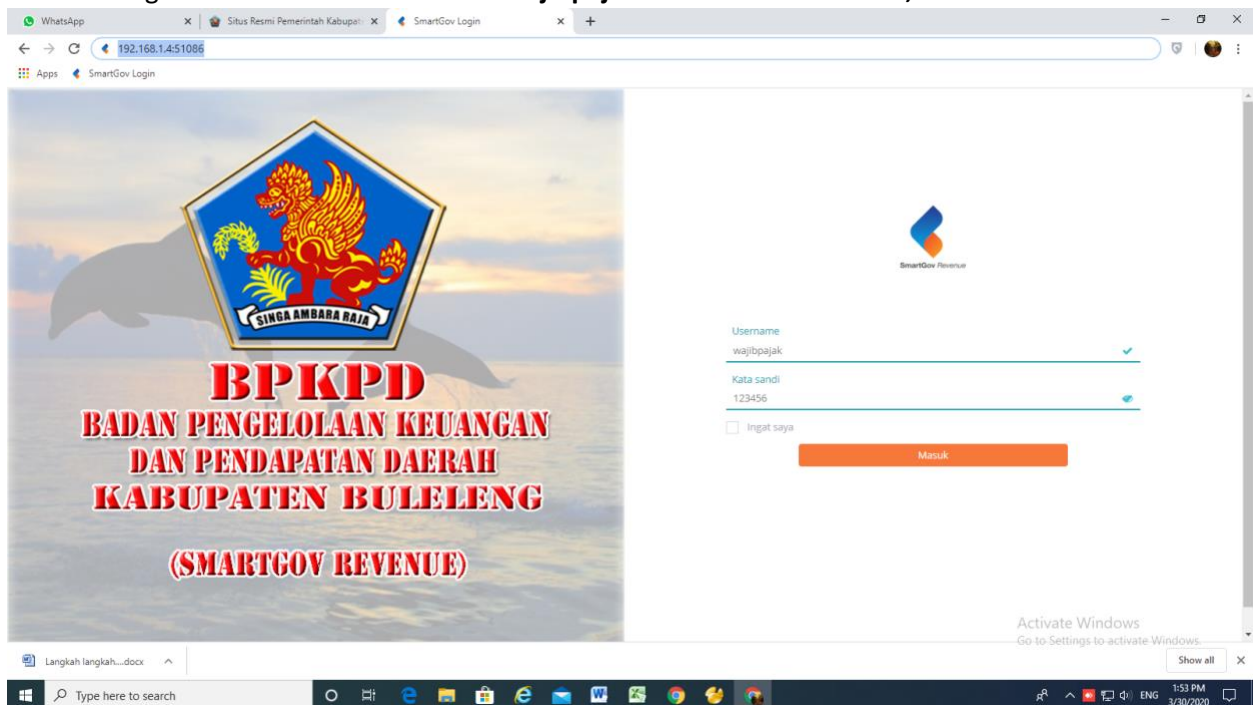 WhatsApp
Situs Resmi Pemerintah Kabupat
SmartGov Login
192.168.1.4:51086
Apps
SmartGov Login
SINGA AMBARA RAJA
BPKPD
BADAN PENGELOLAAN KEUANGAN
DAN PENDAPATAN DAERAH
KABUPATEN BULELENG
(SMARTGOV REVENUE)
SmartGov Revenue
Username
wajibpajak
Kata sandi
123456
Ingat saya
Masuk
Activate Windows
Go to Settings to activate Windows.
Langkah langkah....docx
Show all
Type here to search
ENG
1:53 PM
3/30/2020